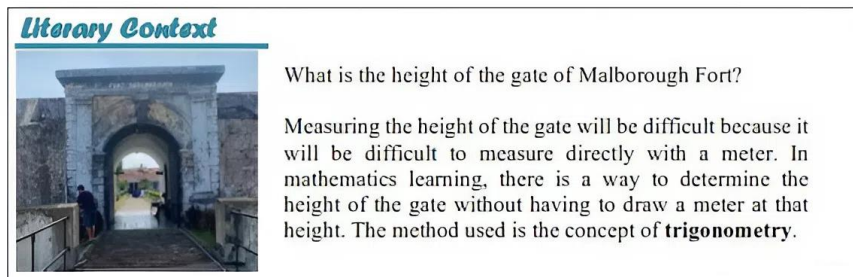 Literary Context
What is the height of the gate of Malborough Fort?
Measuring the height of the gate will be difficult because it
will be difficult to measure directly with a meter. In
mathematics learning, there is a way to determine the
height of the gate without having to draw a meter at that
height. The method used is the concept of trigonometry.